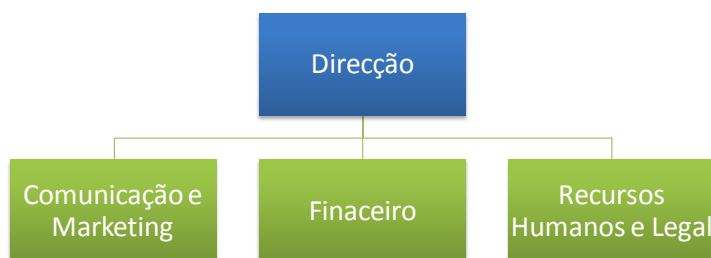 Direcção
Comunicação e
Marketing
Finaceiro
Recursos
Humanos e Legal